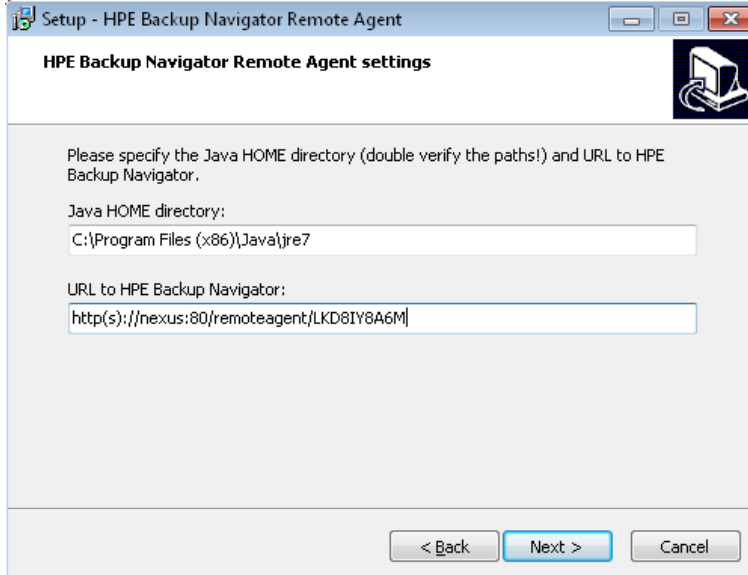 Setup - HPE Backup Navigator Remote Agent
HPE Backup Navigator Remote Agent settings
Please specify the Java HOME directory (double verify the paths!) and URL to HPE
Backup Navigator.
Java HOME directory:
C:\Program Files (x86)\Java\jre7
URL to HPE Backup Navigator:
http(s)://nexus:80/remoteagent/LKD8IY8A6M
< Back
Next >
Cancel